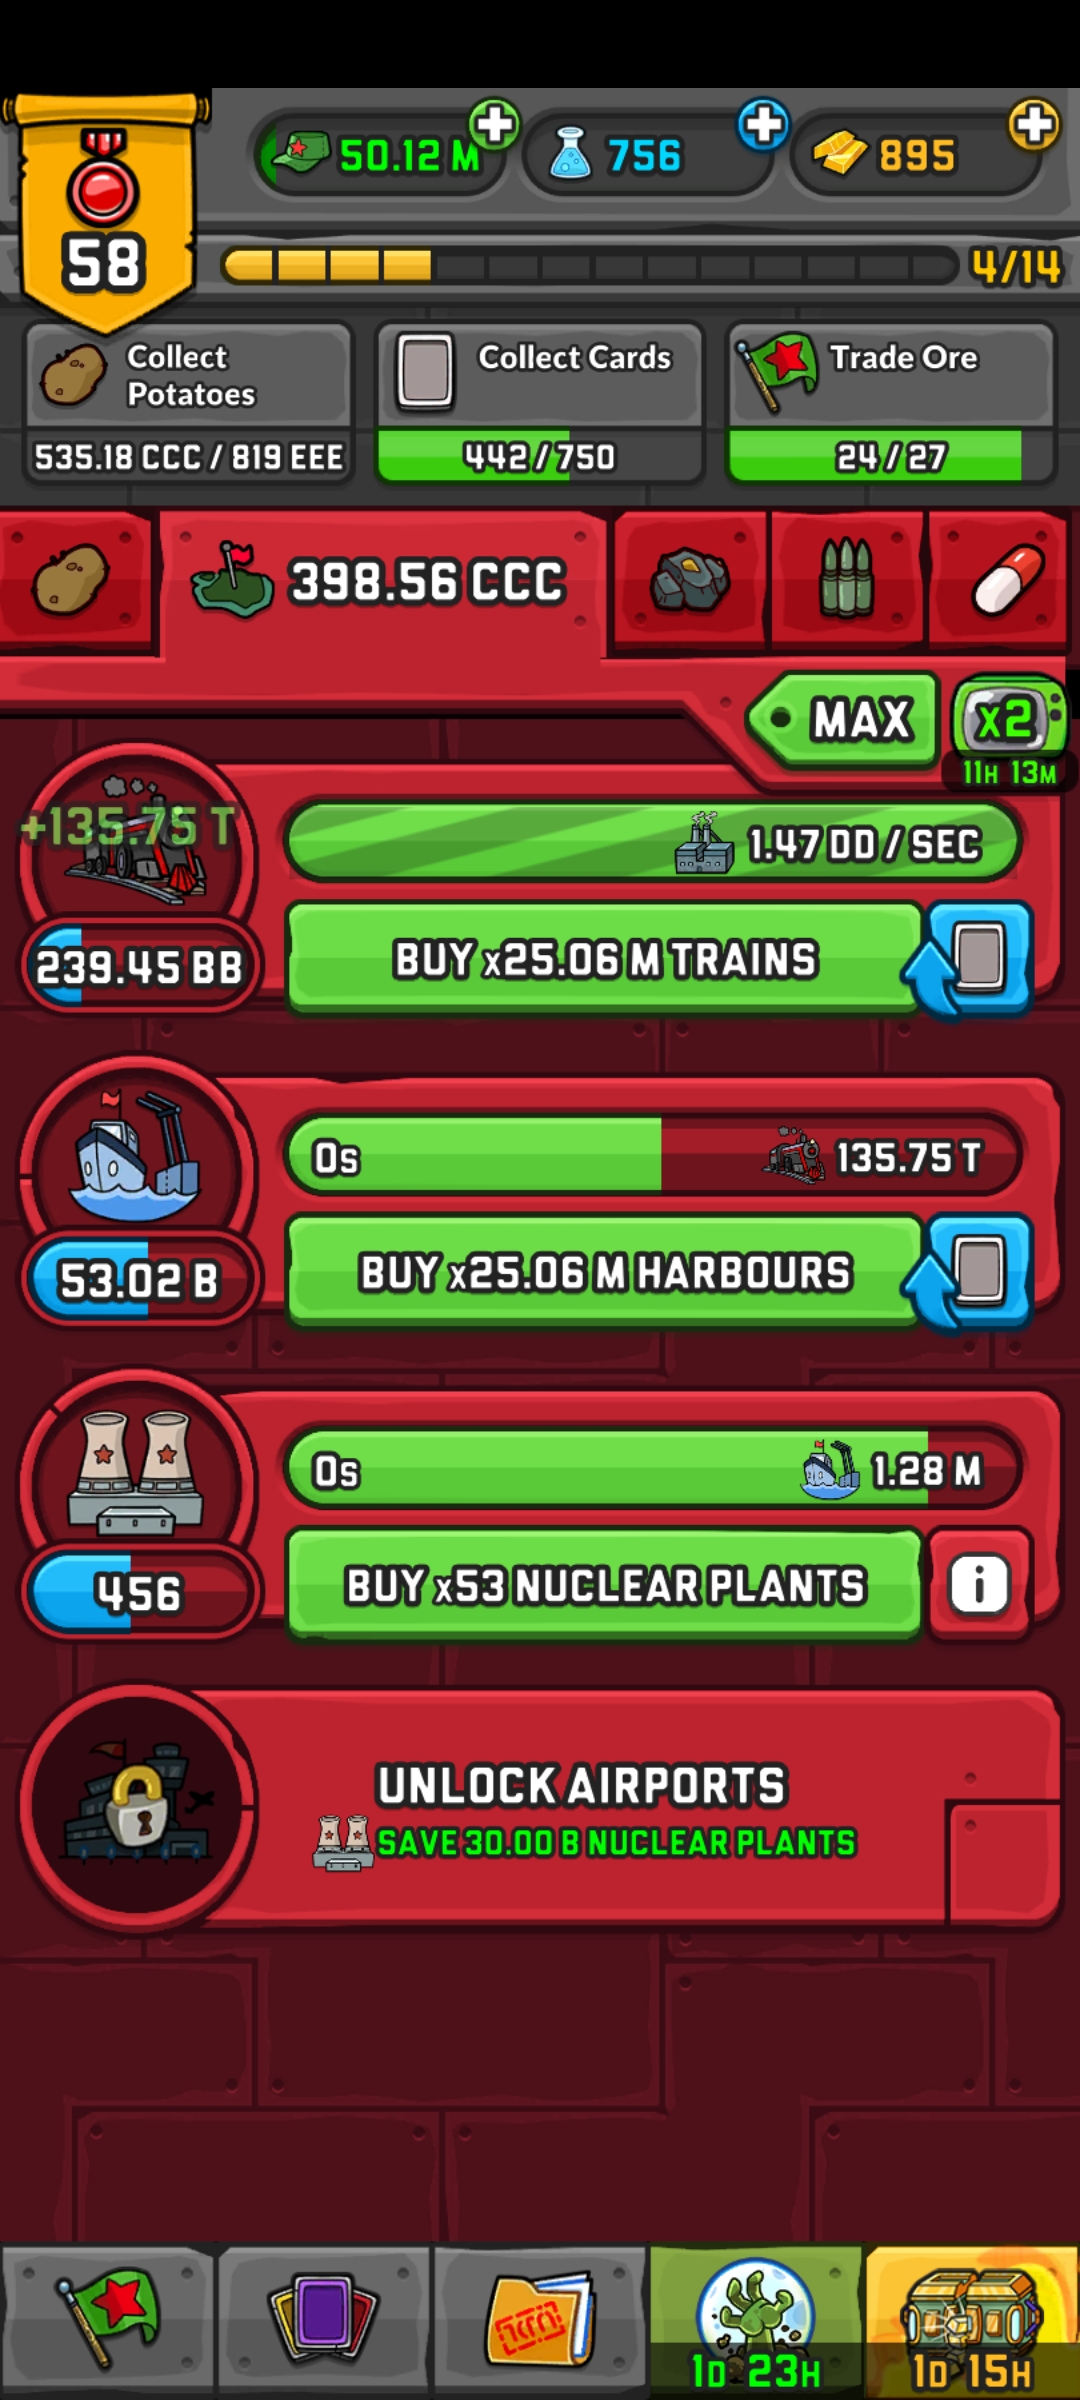 50.12 M
756
895
58
4/14
Collect
Potatoes
535.18 CCC / 819 EEE
Collect Cards
442/750
Trade Ore
24/27
398.56 CCC
MAX
x2
11H 13M
+135.75 T
1.47 DD / SEC
239.45 BB
BUY x25.06 M TRAINS
0s
135.75 T
53.02 B
BUY x25.06 M HARBOURS
0s
1.28 M
456
BUY x53 NUCLEAR PLANTS
i
UNLOCK AIRPORTS
SAVE 30.00 B NUCLEAR PLANTS
1D 23H
1D 15H